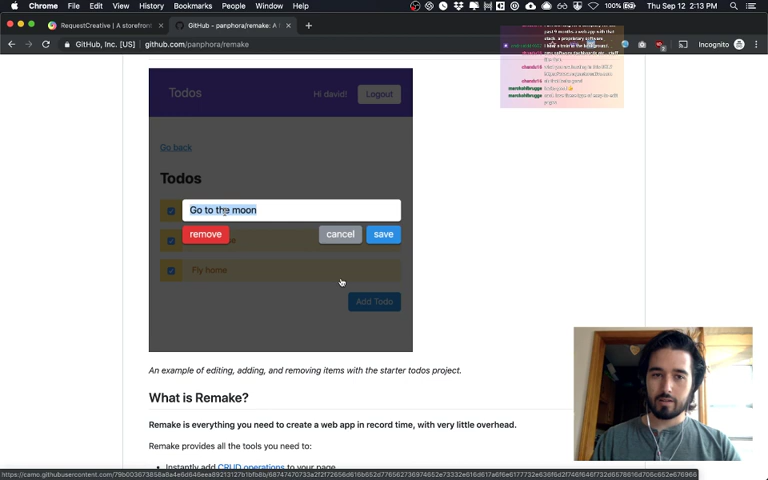 Chrome File Edit View History Bookmarks People Window Help 100% Thu Sep 12 2:13 PM
RequestCreative | A storefront
GitHub - panphora/remake: A f
GitHub, Inc. [US] | github.com/panphora/remake
Incognito
Todos
Hi david!
Logout
Go back
Todos
Go to the moon
remove
cancel
save
Fly home
Add Todo
An example of editing, adding, and removing items with the starter todos project.
What is Remake?
Remake is everything you need to create a web app in record time, with very little overhead.
Remake provides all the tools you need to:
Instantly add CRUD operations to your page